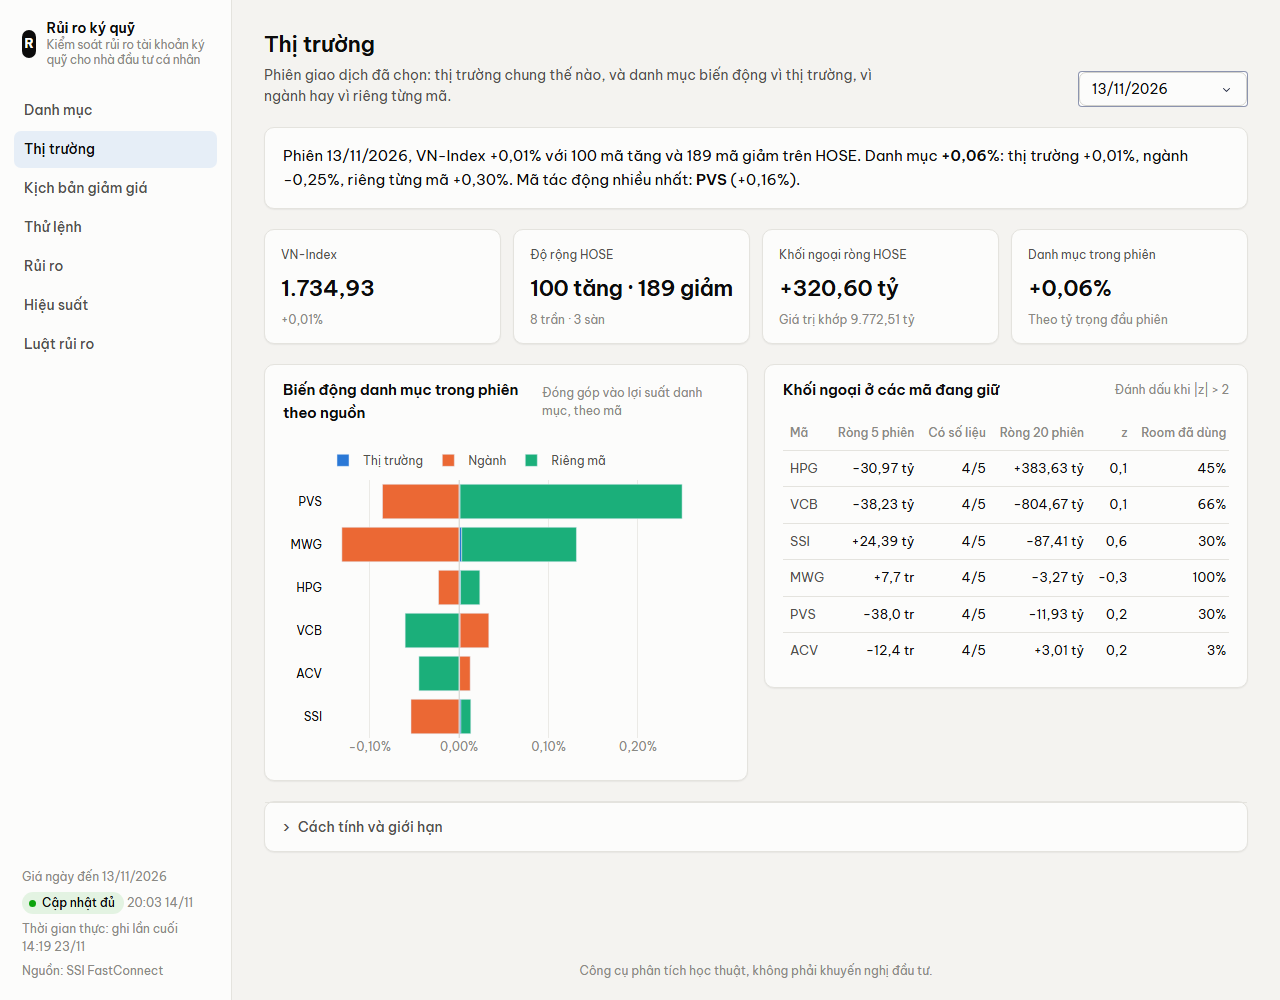 R
Rủi ro ký quỹ
Kiểm soát rủi ro tài khoản ký
quỹ cho nhà đầu tư cá nhân
Danh mục
Thị trường
Kịch bản giảm giá
Thử lệnh
Rủi ro
Hiệu suất
Luật rủi ro
Giá ngày đến 13/11/2026
Cập nhật đủ 20:03 14/11
Thời gian thực: ghi lần cuối
14:19 23/11
Nguồn: SSI FastConnect
Thị trường
Phiên giao dịch đã chọn: thị trường chung thế nào, và danh mục biến động vì thị trường, vì
ngành hay vì riêng từng mã.
13/11/2026
Phiên 13/11/2026, VN-Index +0,01% với 100 mã tăng và 189 mã giảm trên HOSE. Danh mục +0,06%: thị trường +0,01%, ngành
−0,25%, riêng từng mã +0,30%. Mã tác động nhiều nhất: PVS (+0,16%).
VN-Index
1.734,93
+0,01%
Độ rộng HOSE
100 tăng · 189 giảm
8 trần · 3 sàn
Khối ngoại ròng HOSE
+320,60 tỷ
Giá trị khớp 9.772,51 tỷ
Danh mục trong phiên
+0,06%
Theo tỷ trọng đầu phiên
Biến động danh mục trong phiên
theo nguồn
Đóng góp vào lợi suất danh
mục, theo mã
Thị trường Ngành Riêng mã
PVS
MWG
HPG
VCB
ACV
SSI
−0,10% 0,00% 0,10% 0,20%
Khối ngoại ở các mã đang giữ
Đánh dấu khi |z| > 2
Mã Ròng 5 phiên Có số liệu Ròng 20 phiên z Room đã dùng
HPG −30,97 tỷ 4/5 +383,63 tỷ 0,1 45%
VCB −38,23 tỷ 4/5 −804,67 tỷ 0,1 66%
SSI +24,39 tỷ 4/5 −87,41 tỷ 0,6 30%
MWG +7,7 tr 4/5 −3,27 tỷ −0,3 100%
PVS −38,0 tr 4/5 −11,93 tỷ 0,2 30%
ACV −12,4 tr 4/5 +3,01 tỷ 0,2 3%
› Cách tính và giới hạn
Công cụ phân tích học thuật, không phải khuyến nghị đầu tư.